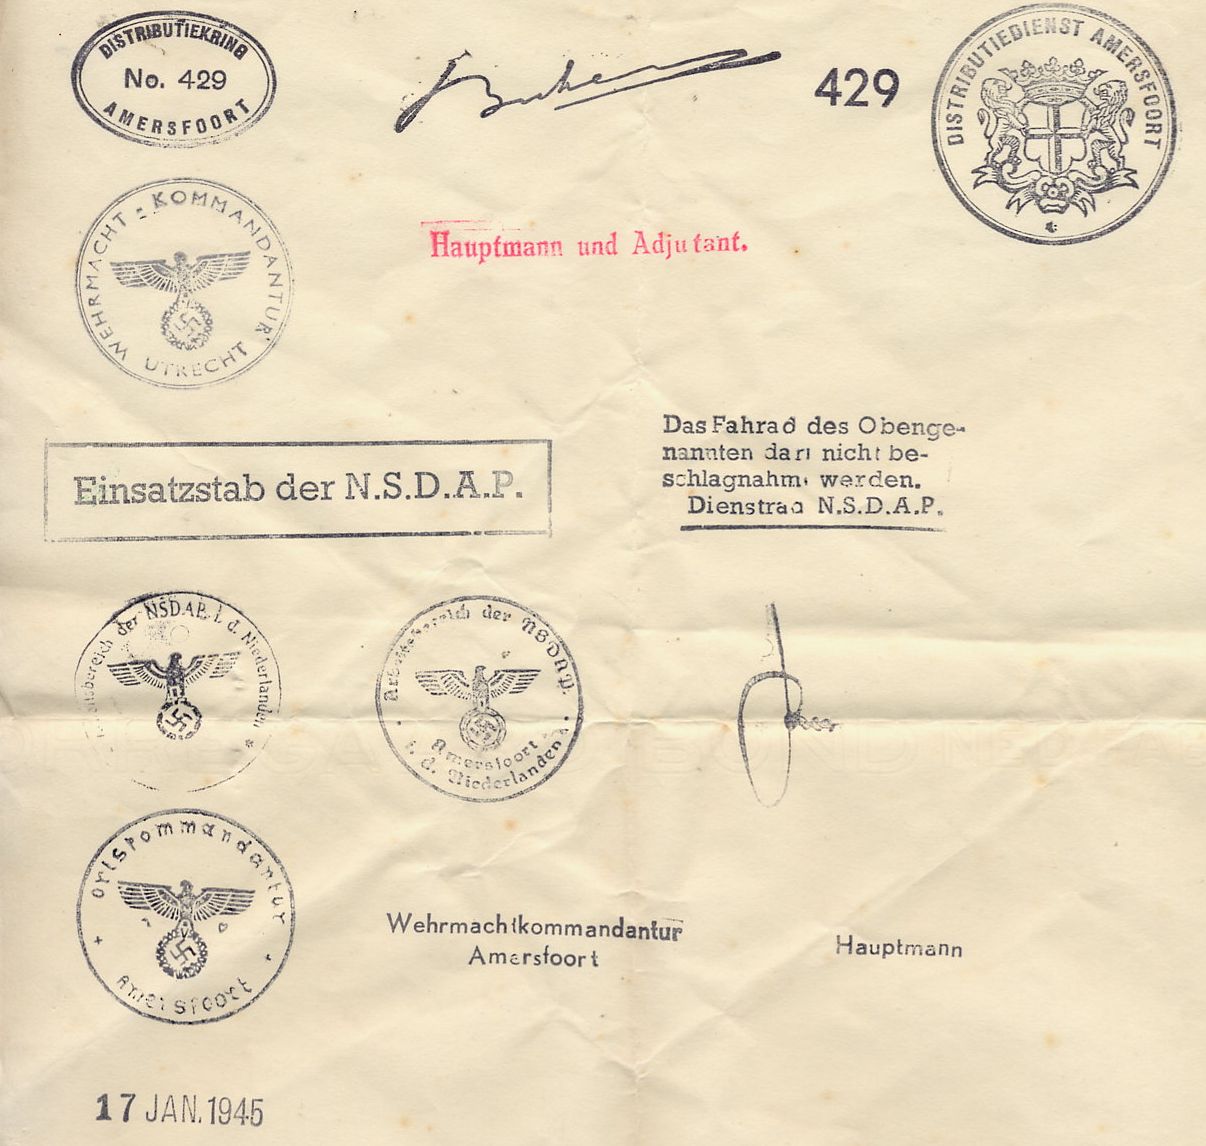 DISTRIBUTIEKRING
No. 429
AMERSFOORT
429
DISTRIBUTIEDIENST AMERSFOORT
WEHRMACHT-KOMMANDANTUR
UTRECHT
Hauptmann und Adjutant.
Einsatzstab der N.S.D.A.P.
Das Fahrad des Obenge-
nannten darf nicht be-
schlagnahmt werden.
Dienstrad N.S.D.A.P.
der NSDAP. i. d. Niederlanden
Arbeitsbereich der NSDAP.
Amersfoort
i. d. Niederlanden
Ortskommandantur
Amersfoort
Wehrmachtkommandantur
Amersfoort
Hauptmann
17 JAN. 1945